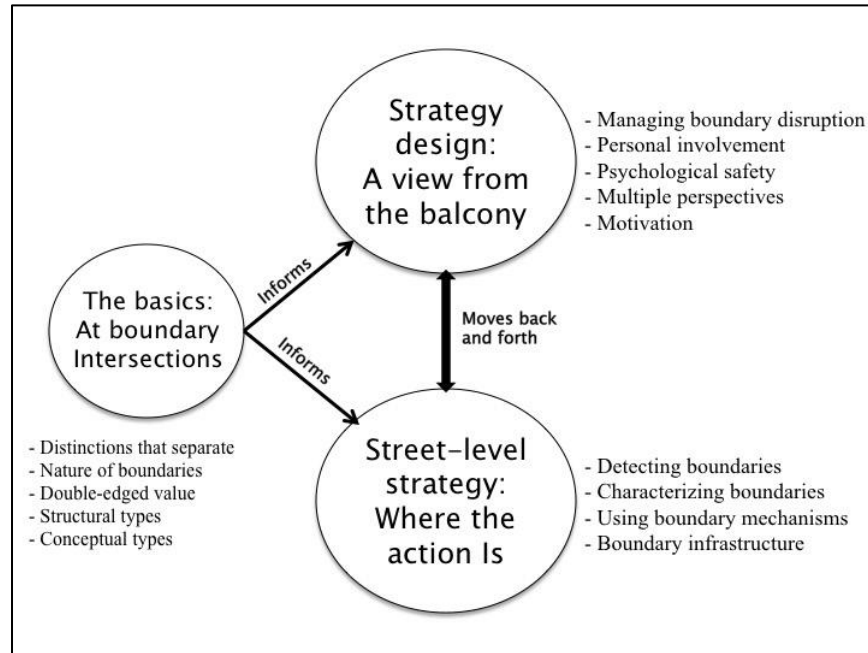 Strategy
design:
A view from
the balcony
- Managing boundary disruption
- Personal involvement
- Psychological safety
- Multiple perspectives
- Motivation
The basics:
At boundary
Intersections
Informs
Informs
Moves back
and forth
- Distinctions that separate
- Nature of boundaries
- Double-edged value
- Structural types
- Conceptual types
Street-level
strategy:
Where the
action Is
- Detecting boundaries
- Characterizing boundaries
- Using boundary mechanisms
- Boundary infrastructure